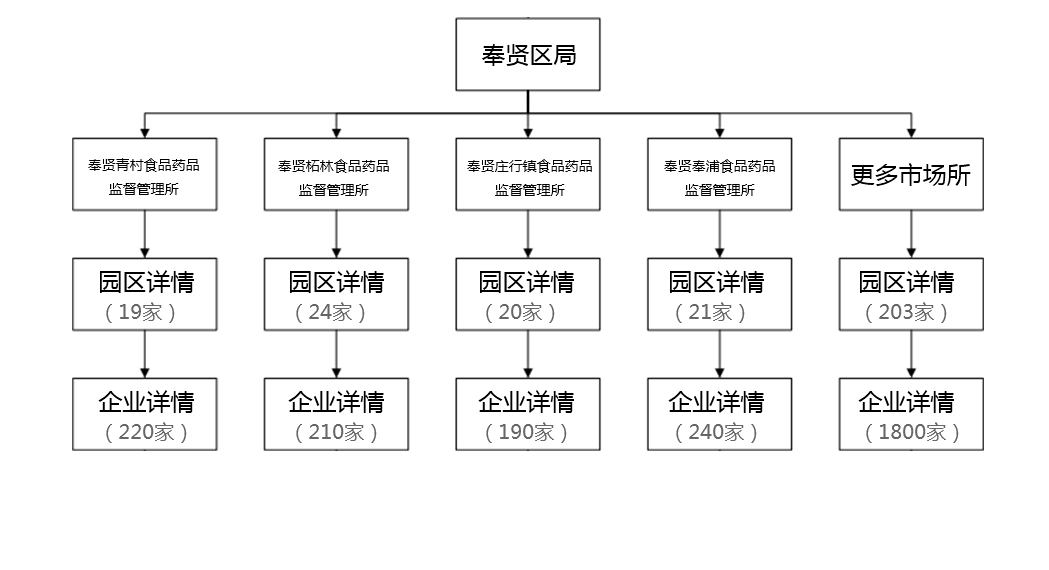 奉贤区局
奉贤青村食品药品
监督管理所
奉贤柘林食品药品
监督管理所
奉贤庄行镇食品药品
监督管理所
奉贤奉浦食品药品
监督管理所
更多市场所
园区详情
（19家）
园区详情
（24家）
园区详情
（20家）
园区详情
（21家）
园区详情
（203家）
企业详情
（220家）
企业详情
（210家）
企业详情
（190家）
企业详情
（240家）
企业详情
（1800家）